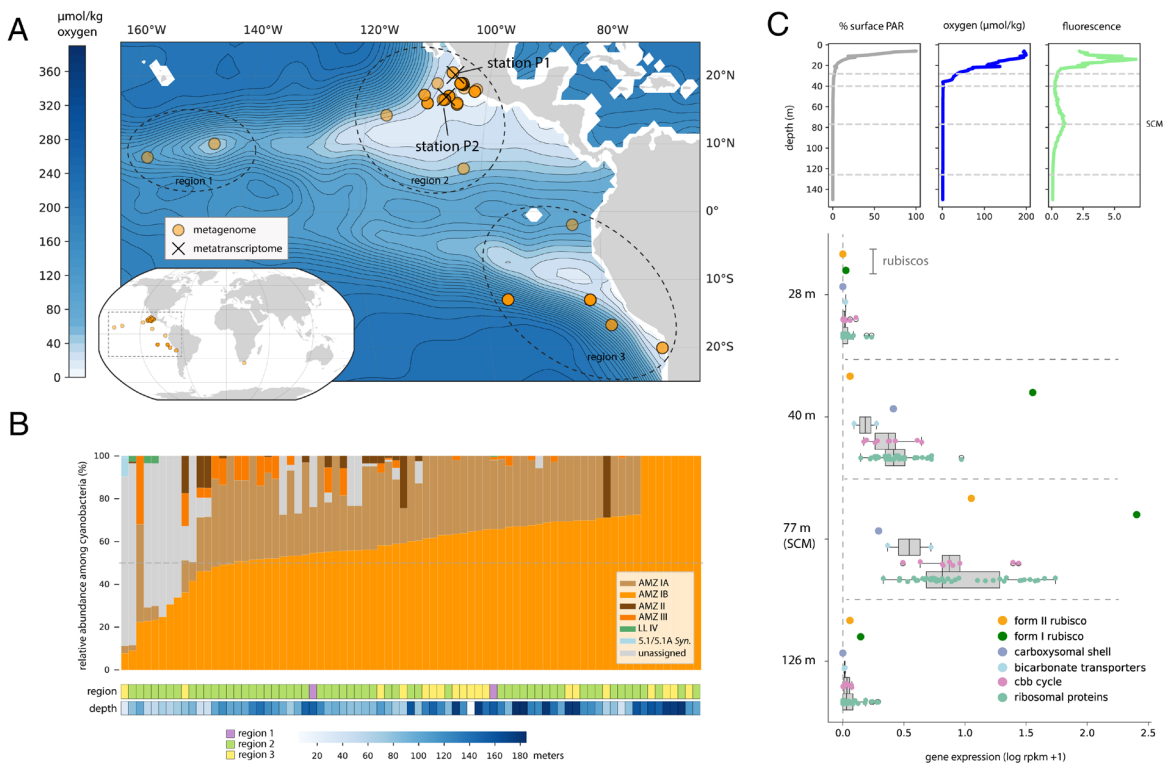 A
µmol/kg
oxygen
360
320
280
240
200
160
120
80
40
0
160°W
140°W
120°W
100°W
20°N
10°N
0°
10°S
20°S
station P1
station P2
region 1
region 2
region 3
metagenome
metatranscriptome
B
relative abundance among cyanobacteria (%)
100
80
60
40
20
0
AMZ IA
AMZ IB
AMZ II
AMZ III
LL IV
5.1/5.1A Syn.
unassigned
region
depth
region 1
region 2
region 3
20 40 60 80 100 120 140 160 180 meters
C
% surface PAR
oxygen (µmol/kg)
fluorescence
depth (m)
0
20
40
60
80
100
120
140
SCM
0 50 100
0 100 200
0.0 2.5 5.0
rubiscos
28 m
40 m
77 m
(SCM)
126 m
form II rubisco
form I rubisco
carboxysomal shell
bicarbonate transporters
cbb cycle
ribosomal proteins
0.0 0.5 1.0 1.5 2.0 2.5
gene expression (log rpkm +1)